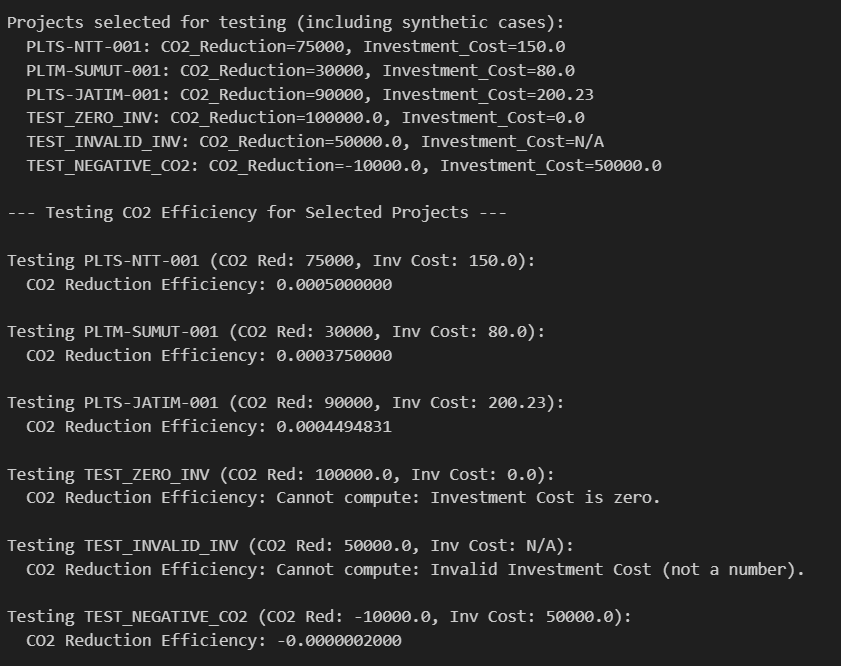 Projects selected for testing (including synthetic cases):
  PLTS-NTT-001: CO2_Reduction=75000, Investment_Cost=150.0
  PLTM-SUMUT-001: CO2_Reduction=30000, Investment_Cost=80.0
  PLTS-JATIM-001: CO2_Reduction=90000, Investment_Cost=200.23
  TEST_ZERO_INV: CO2_Reduction=100000.0, Investment_Cost=0.0
  TEST_INVALID_INV: CO2_Reduction=50000.0, Investment_Cost=N/A
  TEST_NEGATIVE_CO2: CO2_Reduction=-10000.0, Investment_Cost=50000.0
--- Testing CO2 Efficiency for Selected Projects ---
Testing PLTS-NTT-001 (CO2 Red: 75000, Inv Cost: 150.0):
  CO2 Reduction Efficiency: 0.0005000000
Testing PLTM-SUMUT-001 (CO2 Red: 30000, Inv Cost: 80.0):
  CO2 Reduction Efficiency: 0.0003750000
Testing PLTS-JATIM-001 (CO2 Red: 90000, Inv Cost: 200.23):
  CO2 Reduction Efficiency: 0.0004494831
Testing TEST_ZERO_INV (CO2 Red: 100000.0, Inv Cost: 0.0):
  CO2 Reduction Efficiency: Cannot compute: Investment Cost is zero.
Testing TEST_INVALID_INV (CO2 Red: 50000.0, Inv Cost: N/A):
  CO2 Reduction Efficiency: Cannot compute: Invalid Investment Cost (not a number).
Testing TEST_NEGATIVE_CO2 (CO2 Red: -10000.0, Inv Cost: 50000.0):
  CO2 Reduction Efficiency: -0.0000002000